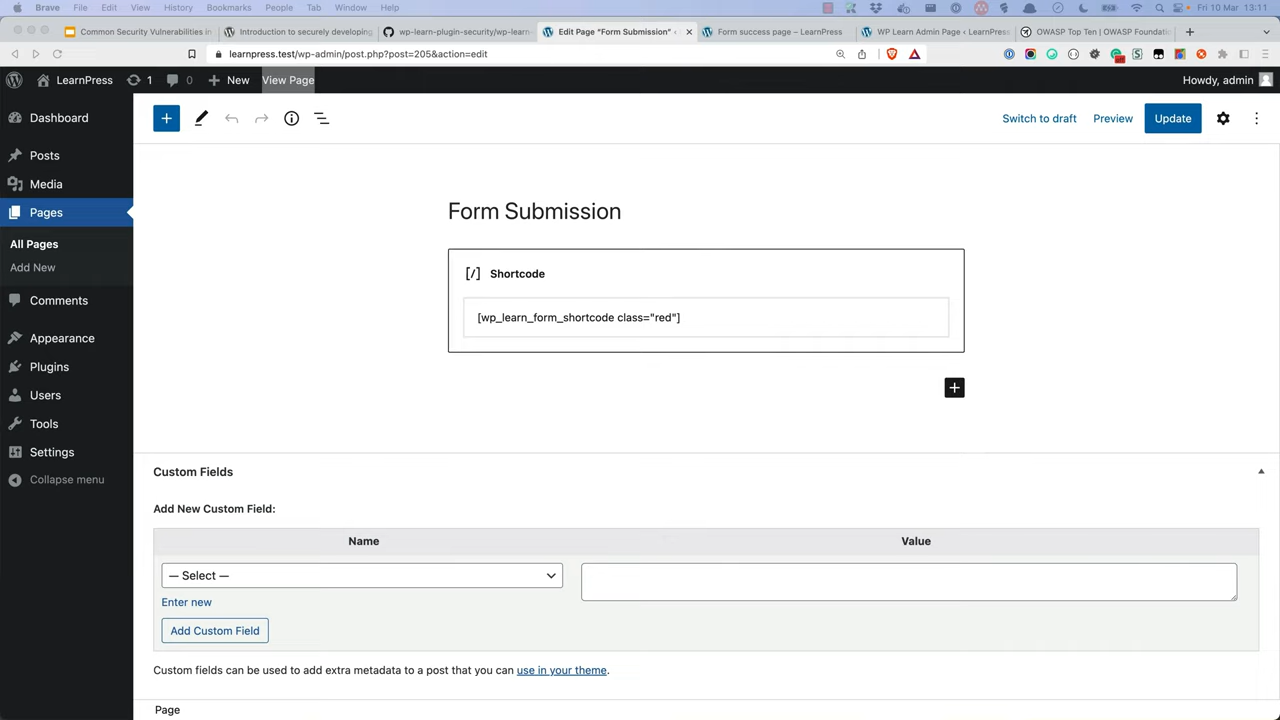 Brave File Edit View History Bookmarks People Tab Window Help Fri 10 Mar 13:11
Common Security Vulnerabilities in Introduction to securely developing wp-learn-plugin-security/wp-learn- Edit Page “Form Submission” ‹ Form success page – LearnPress WP Learn Admin Page ‹ LearnPress OWASP Top Ten | OWASP Foundatio
learnpress.test/wp-admin/post.php?post=205&action=edit
LearnPress 1 0 New View Page Howdy, admin
Dashboard
Posts
Media
Pages
All Pages
Add New
Comments
Appearance
Plugins
Users
Tools
Settings
Collapse menu
Switch to draft Preview Update
Form Submission
[/] Shortcode
[wp_learn_form_shortcode class="red"]
Custom Fields
Add New Custom Field:
Name Value
— Select —
Enter new
Add Custom Field
Custom fields can be used to add extra metadata to a post that you can use in your theme.
Page